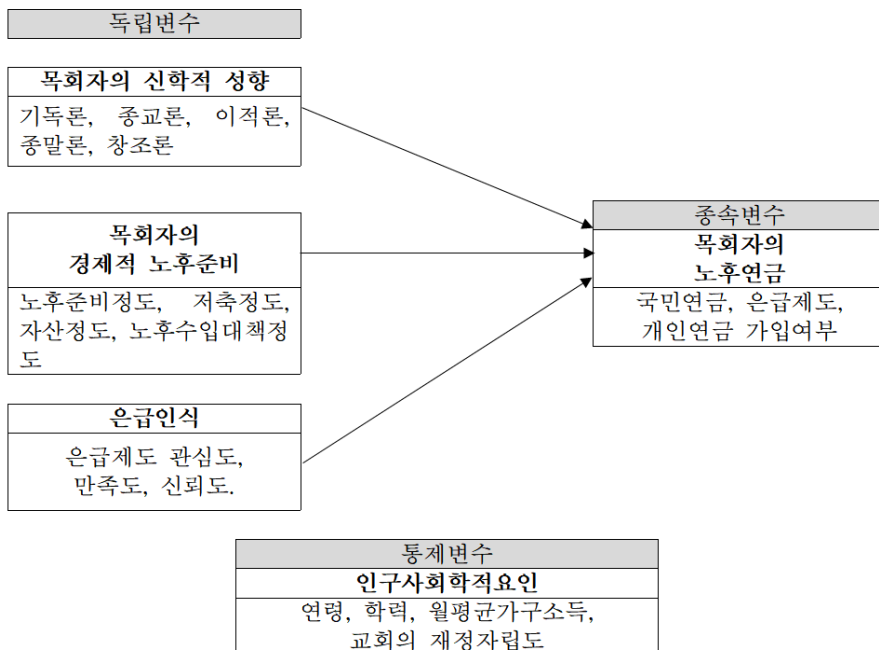 독립변수
목회자의 신학적 성향
기독론, 종교론, 이적론,
종말론, 창조론
목회자의
경제적 노후준비
노후준비정도, 저축정도,
자산정도, 노후수입대책정
도
은급인식
은급제도 관심도,
만족도, 신뢰도.
종속변수
목회자의
노후연금
국민연금, 은급제도,
개인연금 가입여부
통제변수
인구사회학적요인
연령, 학력, 월평균가구소득,
교회의 재정자립도